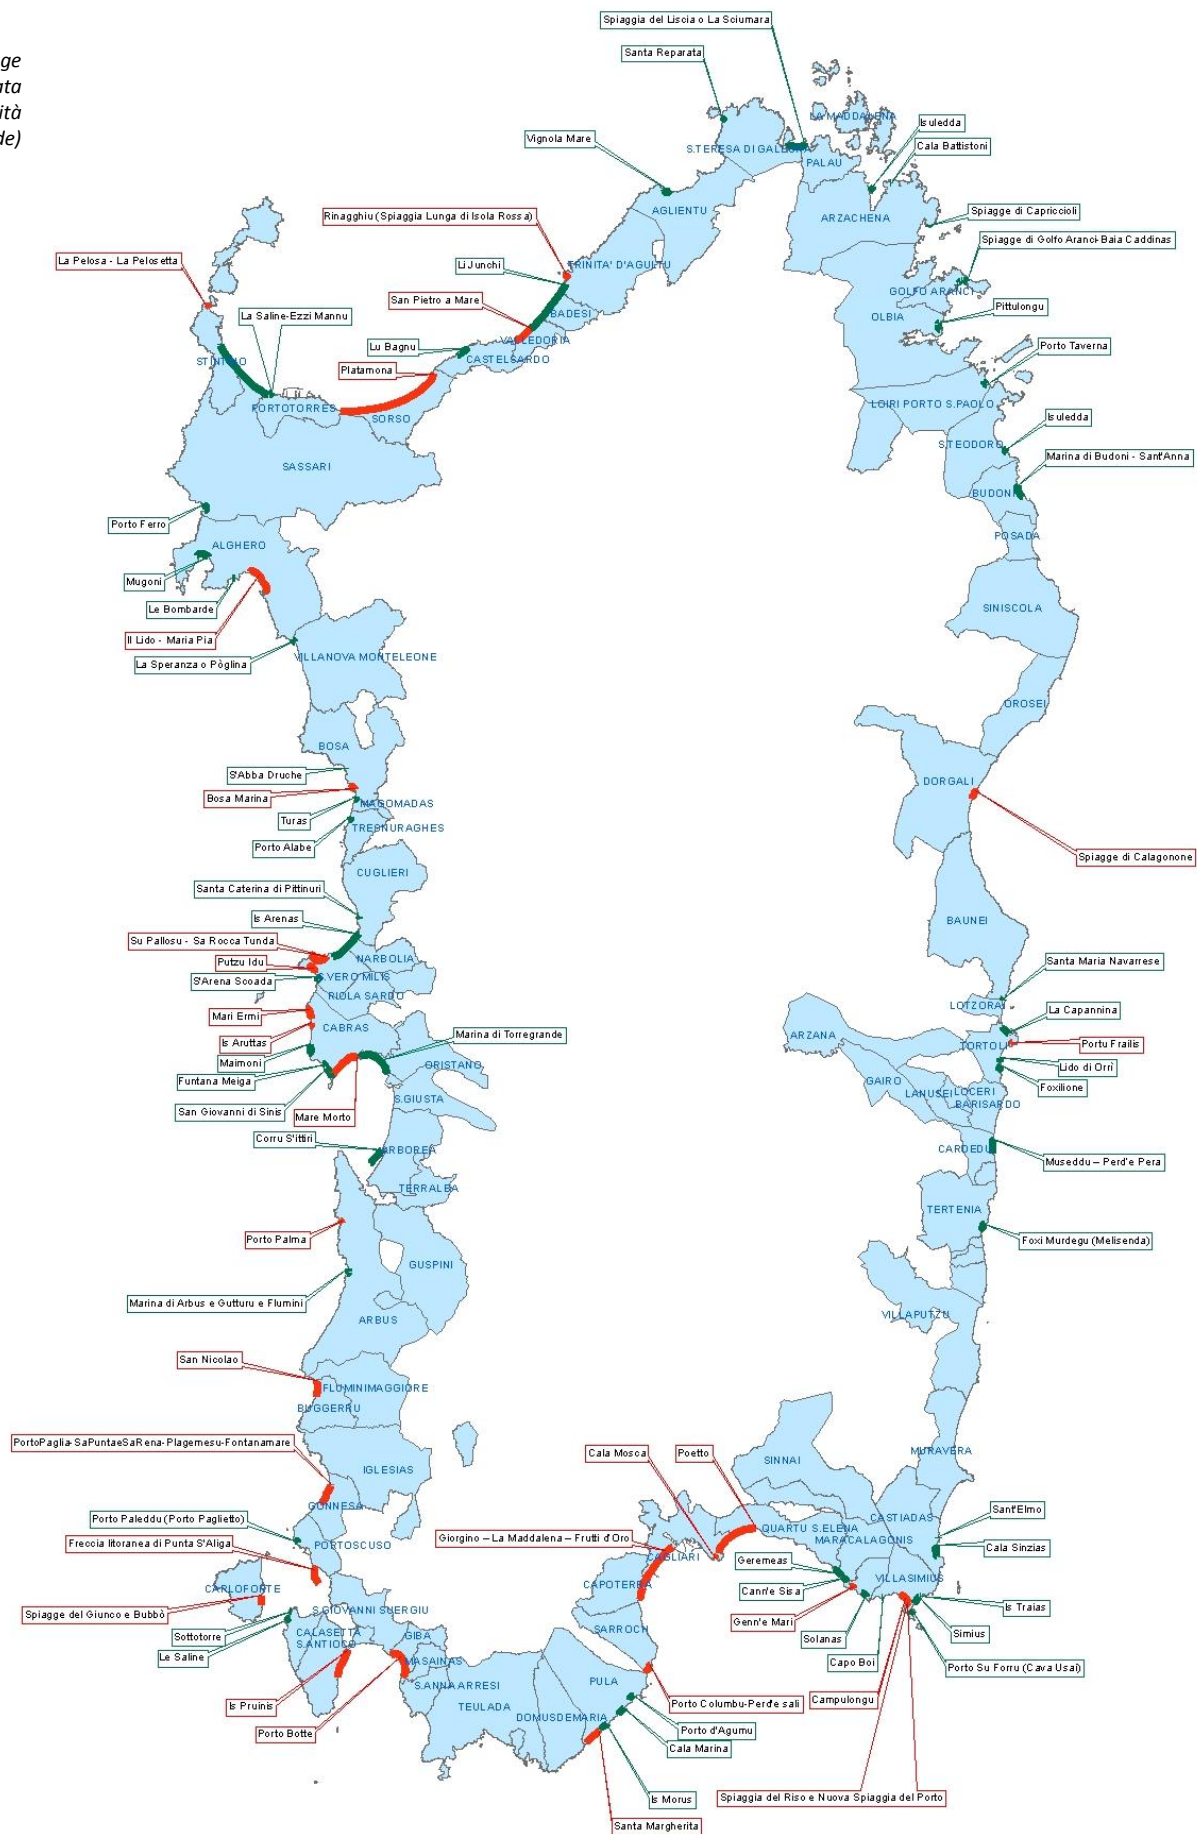 ge
ata
ità
de)
Spiaggia del Liscia o La Sciumara
Santa Reparata
Vignola Mare
Isuledda
Cala Battistoni
Spiagge di Capriccioli
Spiagge di Golfo Aranci-Baia Caddinas
Pittulongu
Porto Taverna
Isuledda
Marina di Budoni - Sant'Anna
Rinagghiu (Spiaggia Lunga di Isola Rossa)
Li Junchi
San Pietro a Mare
La Pelosa - La Pelosetta
La Saline-Ezzi Mannu
Lu Bagnu
Platamona
LA MADDALENA
S.TERESA DI GALLURA
PALAU
AGLIENTU
ARZACHENA
TRINITA' D'AGULTU
GOLFO ARANCI
OLBIA
BADESI
VALLEDORIA
CASTELSARDO
STINTINO
PORTOTORRES
SORSO
LOIRI PORTO S.PAOLO
S.TEODORO
SASSARI
BUDONI
POSADA
Porto Ferro
ALGHERO
Mugoni
Le Bombarde
Il Lido - Maria Pia
La Speranza o Pòglina
SINISCOLA
VILLANOVA MONTELEONE
OROSEI
BOSA
S'Abba Druche
Bosa Marina
Turas
Porto Alabe
MAGOMADAS
TRESNURAGHES
DORGALI
Spiagge di Calagonone
CUGLIERI
Santa Caterina di Pittinuri
Is Arenas
Su Pallosu - Sa Rocca Tunda
Putzu Idu
S'Arena Scoada
Mari Ermi
Is Aruttas
Maimoni
Funtana Meiga
San Giovanni di Sinis
Mare Morto
Marina di Torregrande
Corru S'ittiri
NARBOLIA
S.VERO MILIS
RIOLA SARDO
CABRAS
ORISTANO
S.GIUSTA
ARBOREA
TERRALBA
BAUNEI
Santa Maria Navarrese
LOTZORAI
La Capannina
ARZANA
TORTOLI
Portu Frailis
Lido di Orrì
Foxilione
GAIRO
LANUSEI
LOCERI
BARISARDO
CARDEDU
Museddu – Perd'e Pera
TERTENIA
Foxi Murdegu (Melisenda)
Porto Palma
GUSPINI
Marina di Arbus e Gutturu e Flumini
ARBUS
VILLAPUTZU
San Nicolao
FLUMINIMAGGIORE
BUGGERRU
PortoPaglia-SaPuntaeSaRena-Plagemesu-Fontanamare
IGLESIAS
GONNESA
Porto Paleddu (Porto Paglietto)
PORTOSCUSO
Freccia litoranea di Punta S'Aliga
CARLOFORTE
Spiagge del Giunco e Bubbò
Sottotorre
Le Saline
S.GIOVANNI SUERGIU
CALASETTA
S.ANTIOCO
GIBA
MASAINAS
S.ANNA ARRESI
Is Pruinis
Porto Botte
TEULADA
DOMUSDEMARIA
PULA
SARROCH
CAPOTERRA
CAGLIARI
Giorgino – La Maddalena – Frutti d'Oro
Cala Mosca
Poetto
SINNAI
MURAVERA
QUARTU S.ELENA
MARACALAGONIS
CASTIADAS
VILLASIMIUS
Sant'Elmo
Cala Sinzias
Geremeas
Cann'e Sisa
Genn'e Mari
Solanas
Capo Boi
Campulongu
Is Traias
Simius
Porto Su Forru (Cava Usai)
Porto Columbu-Perd'e sali
Porto d'Agumu
Cala Marina
Is Morus
Santa Margherita
Spiaggia del Riso e Nuova Spiaggia del Porto